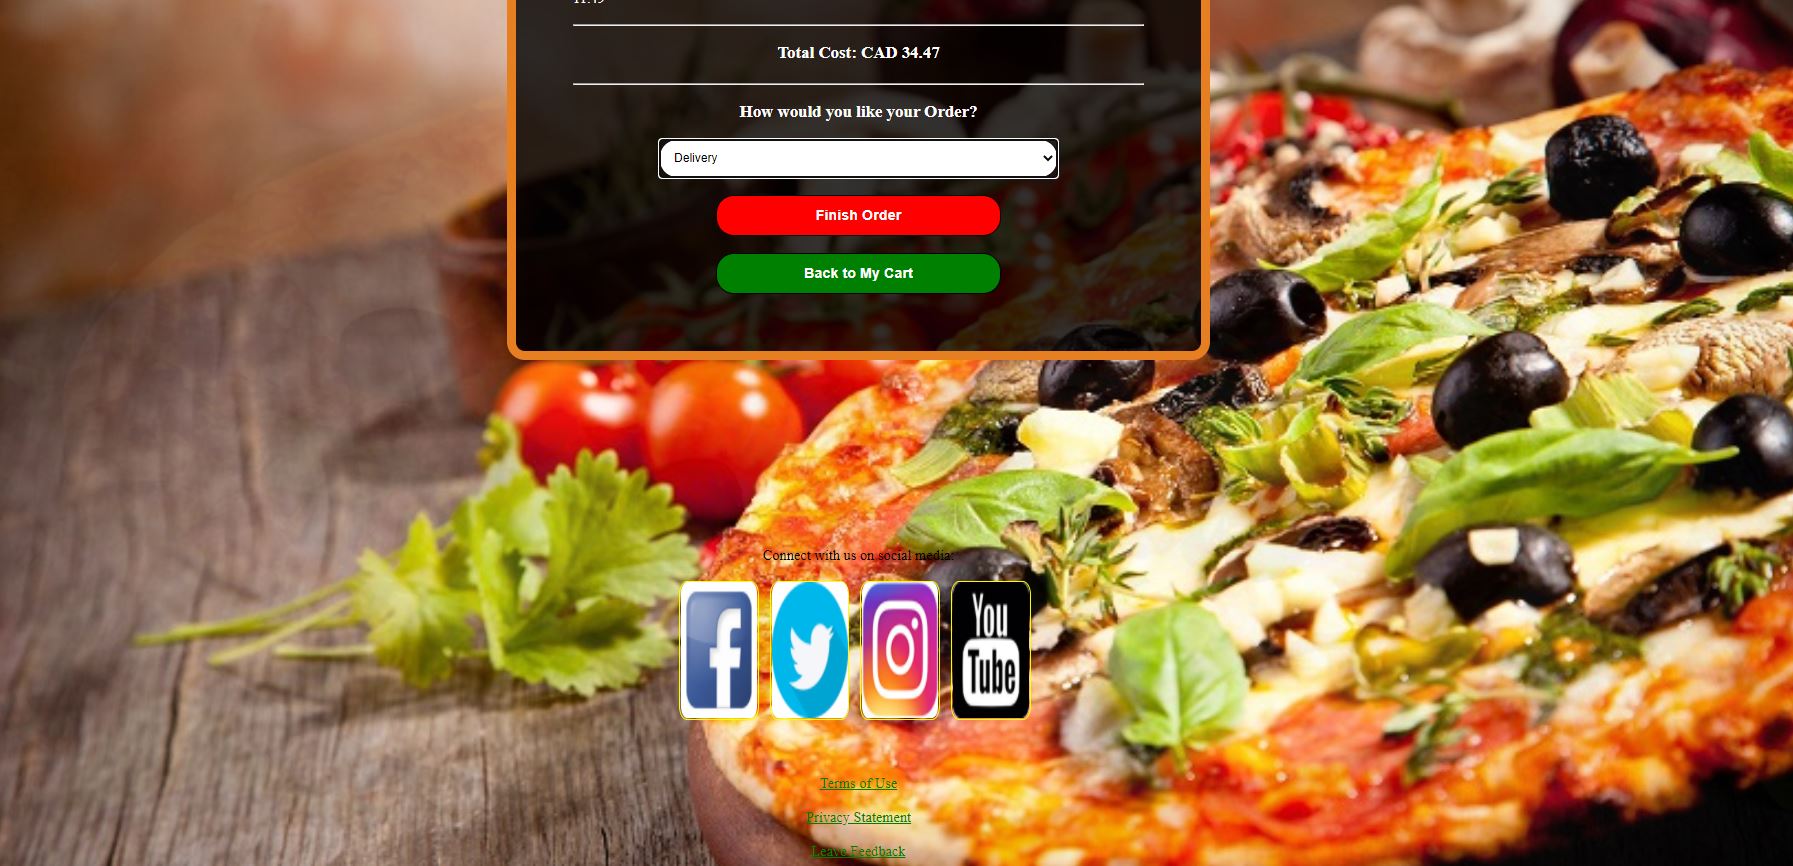 Total Cost: CAD 34.47
How would you like your Order?
Delivery
Finish Order
Back to My Cart
Connect with us on social media:
You
Tube
Terms of Use
Privacy Statement
Leave Feedback